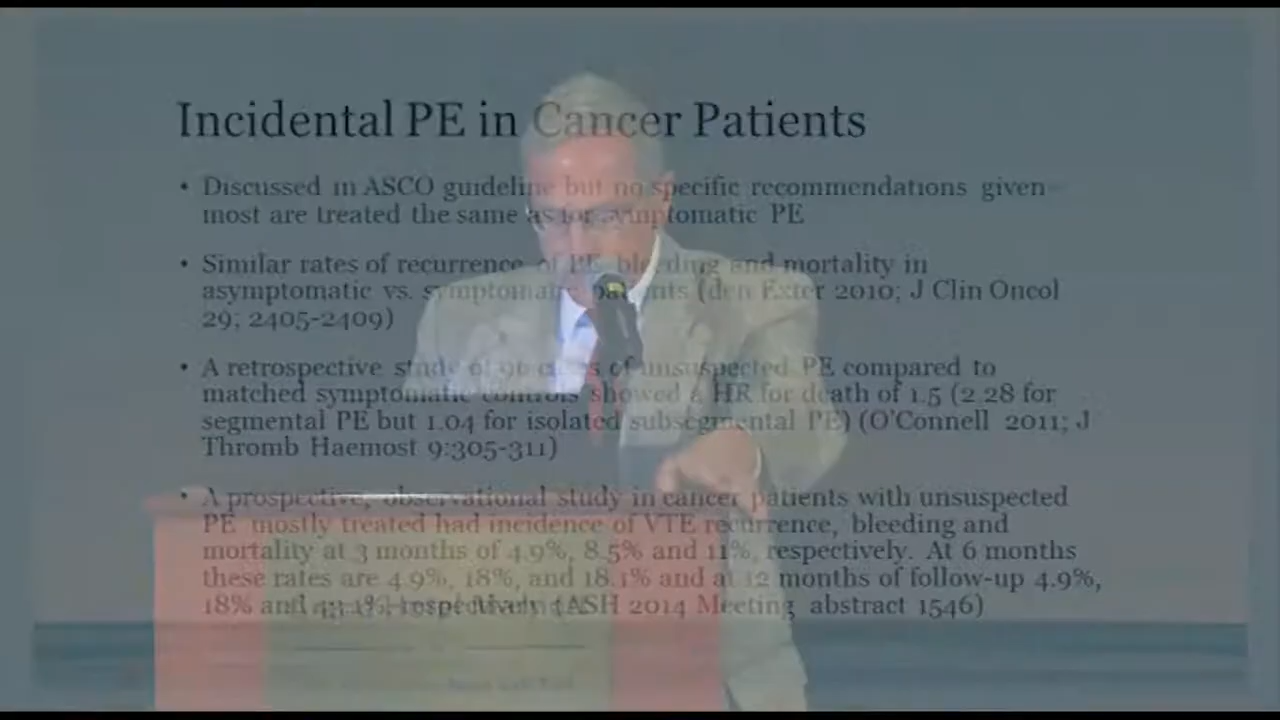 Incidental PE in Cancer Patients
• Discussed in ASCO guideline but no specific recommendations given–
most are treated the same as for symptomatic PE
• Similar rates of recurrence of PE, bleeding and mortality in
asymptomatic vs. symptomatic patients (den Exter 2010; J Clin Oncol
29; 2405-2409)
• A retrospective study of 90 cases of unsuspected PE compared to
matched symptomatic controls showed a HR for death of 1.5 (2.28 for
segmental PE but 1.04 for isolated subsegmental PE) (O'Connell 2011; J
Thromb Haemost 9:305-311)
• A prospective, observational study in cancer patients with unsuspected
PE mostly treated had incidence of VTE recurrence, bleeding and
mortality at 3 months of 4.9%, 8.5% and 11%, respectively. At 6 months
these rates are 4.9%, 18%, and 18.1% and at 12 months of follow-up 4.9%,
18% and respectively (ASH 2014 Meeting abstract 1546)